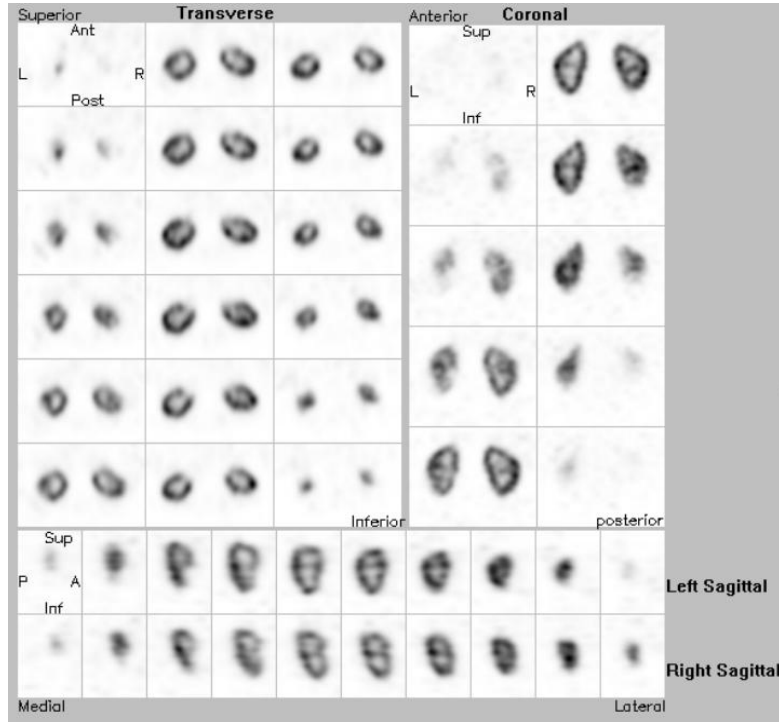 Superior Transverse
Anterior Coronal
Ant
L R
Post
Sup
L R
Inf
Inferior
posterior
Sup
P A
Inf
Left Sagittal
Right Sagittal
Medial Lateral